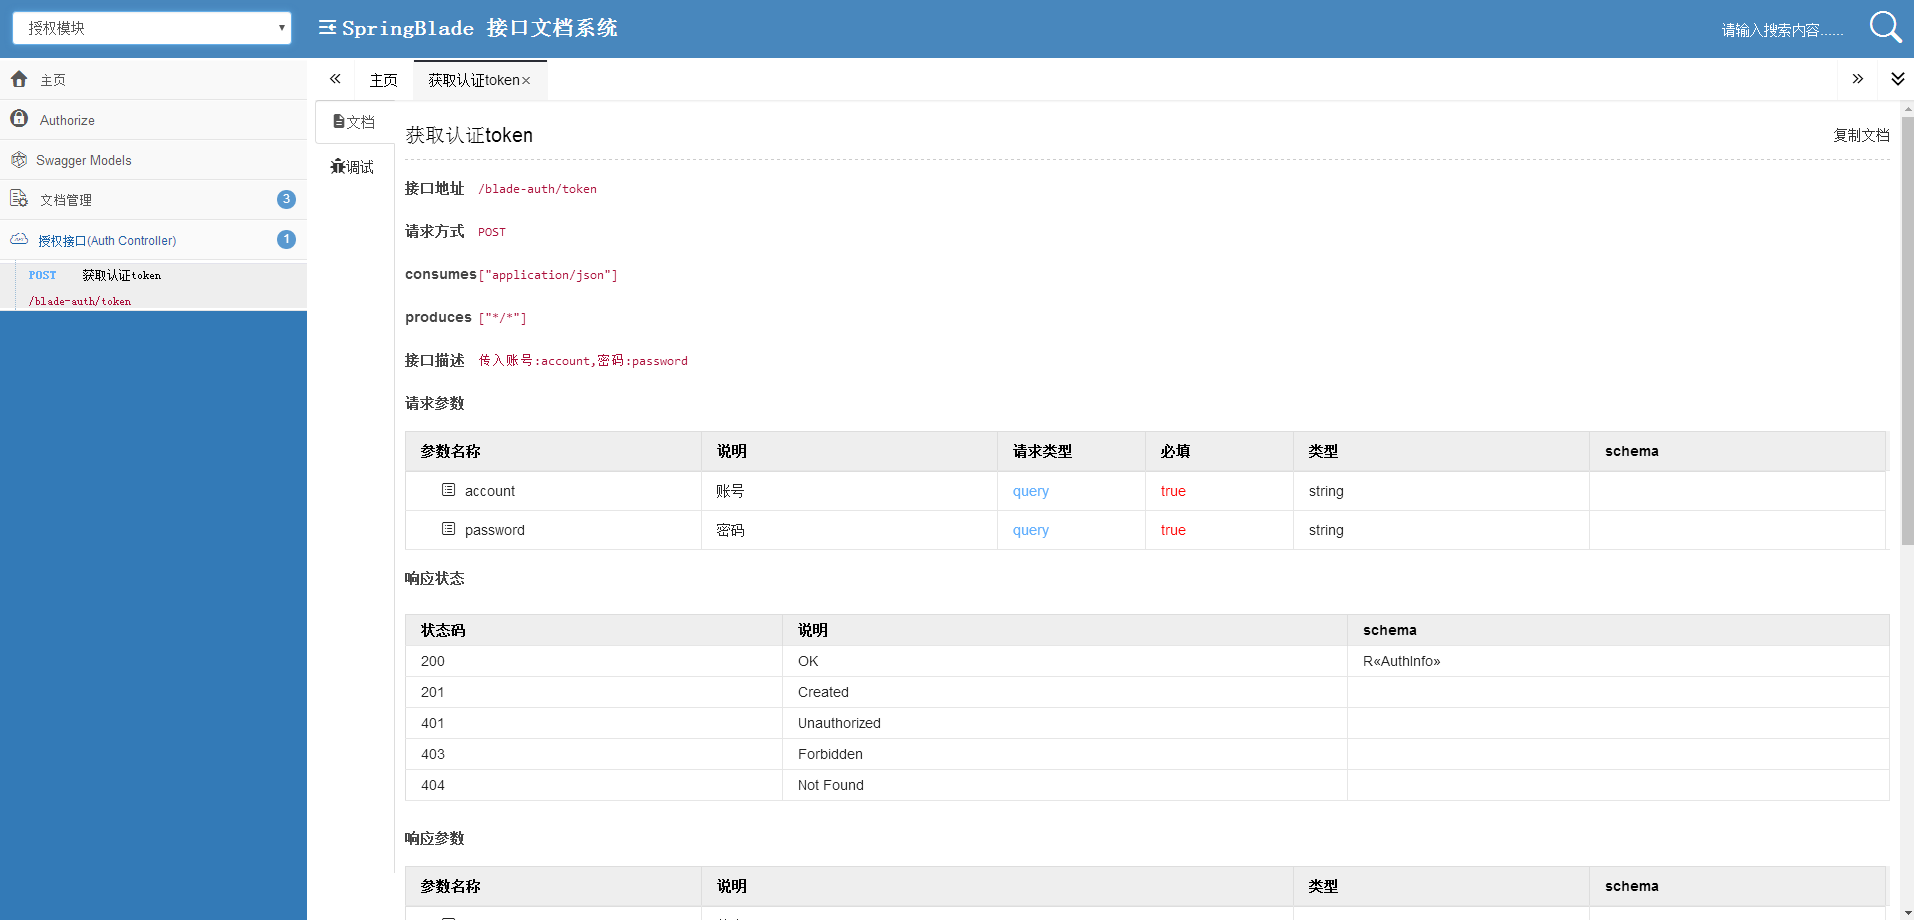 授权模块
SpringBlade 接口文档系统
请输入搜索内容......
主页
Authorize
Swagger Models
文档管理 3
授权接口(Auth Controller) 1
POST 获取认证token
/blade-auth/token
主页 获取认证token×
文档
调试
获取认证token
复制文档
接口地址 /blade-auth/token
请求方式 POST
consumes ["application/json"]
produces ["*/*"]
接口描述 传入账号:account,密码:password
请求参数
参数名称 说明 请求类型 必填 类型 schema
account 账号 query true string
password 密码 query true string
响应状态
状态码 说明 schema
200 OK R«AuthInfo»
201 Created
401 Unauthorized
403 Forbidden
404 Not Found
响应参数
参数名称 说明 类型 schema